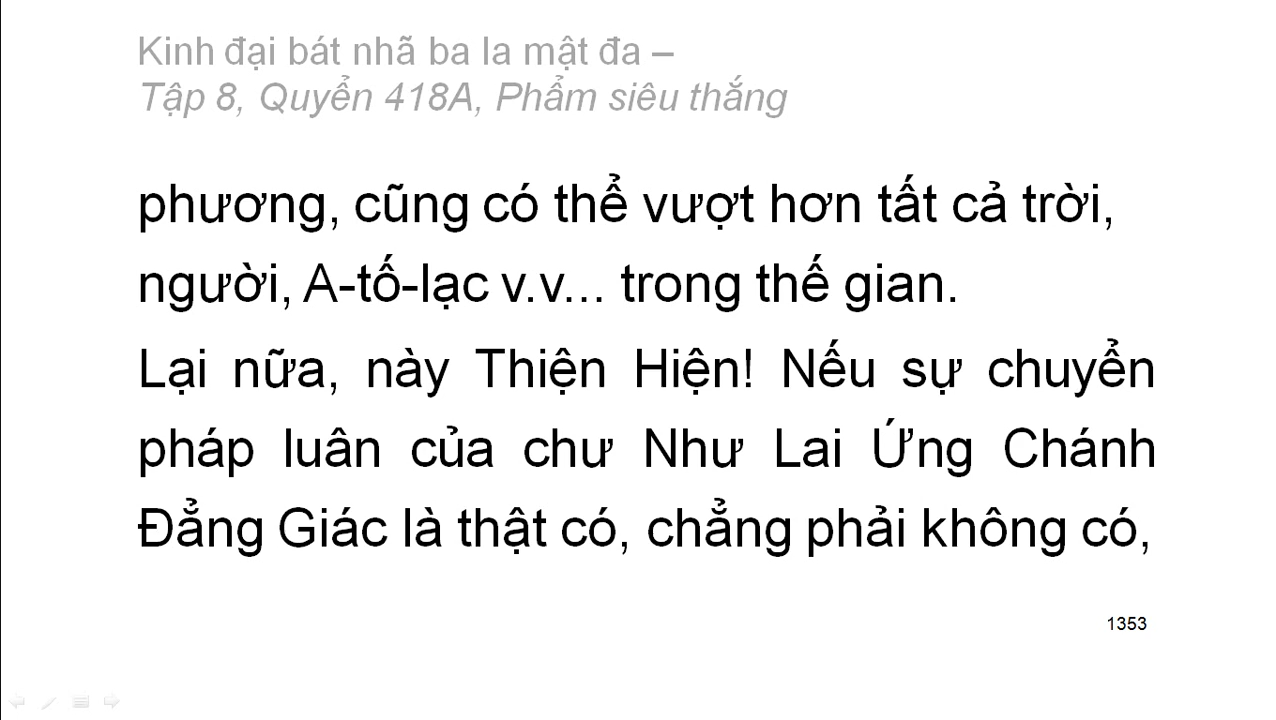 Kinh đại bát nhã ba la mật đa –
Tập 8, Quyển 418A, Phẩm siêu thắng
phương, cũng có thể vượt hơn tất cả trời,
người, A-tố-lạc v.v... trong thế gian.
Lại nữa, này Thiện Hiện! Nếu sự chuyển
pháp luân của chư Như Lai Ứng Chánh
Đẳng Giác là thật có, chẳng phải không có,
1353